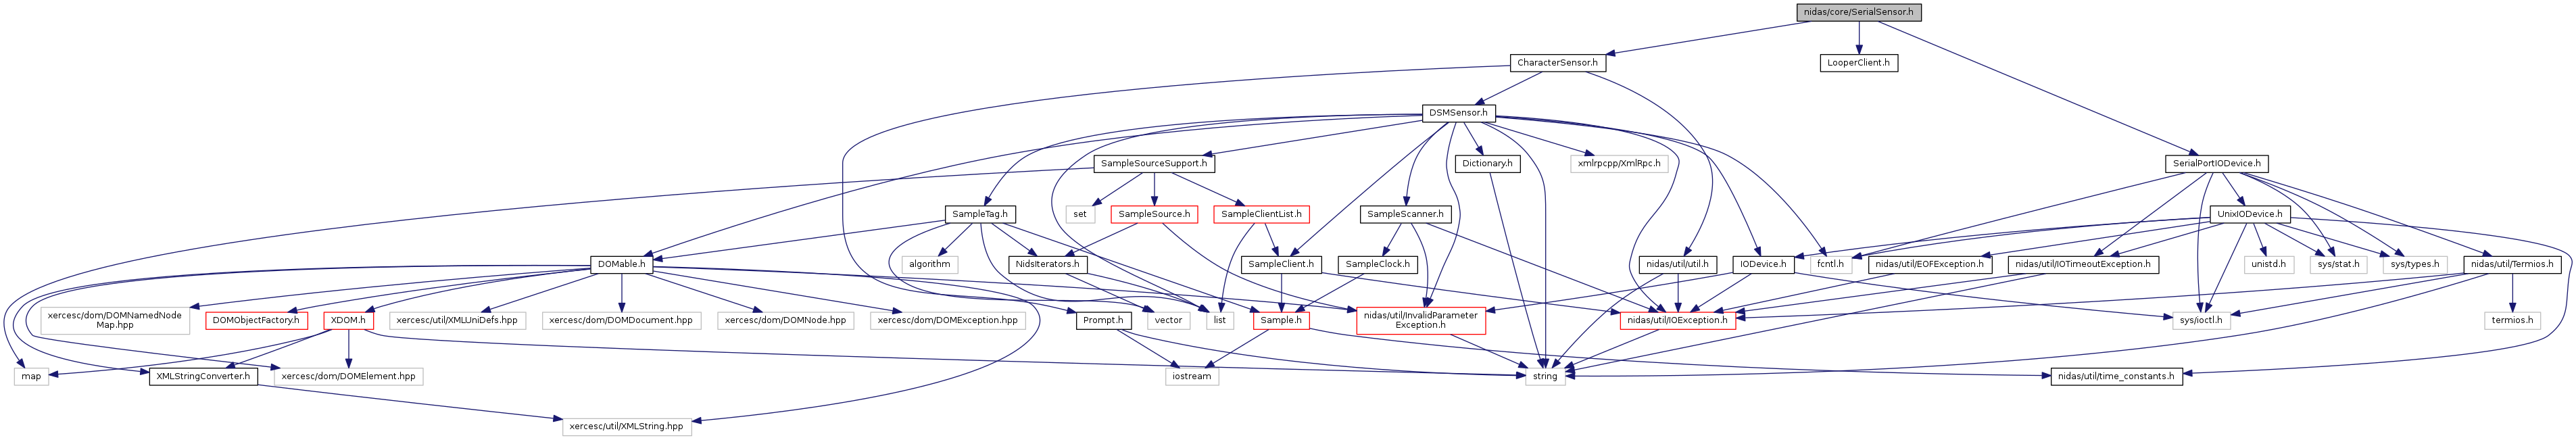 nidas/core/SerialSensor.h
CharacterSensor.h
LooperClient.h
DSMSensor.h
SampleSourceSupport.h
Dictionary.h
xmlrpcpp/XmlRpc.h
SerialPortIODevice.h
SampleTag.h
set
SampleSource.h
SampleClientList.h
SampleScanner.h
UnixIODevice.h
DOMable.h
algorithm
NidsIterators.h
SampleClient.h
SampleClock.h
nidas/util/util.h
IODevice.h
fcntl.h
nidas/util/EOFException.h
nidas/util/IOTimeoutException.h
unistd.h
sys/stat.h
sys/types.h
nidas/util/Termios.h
xercesc/dom/DOMNamedNode
Map.hpp
DOMObjectFactory.h
XDOM.h
xercesc/util/XMLUniDefs.hpp
xercesc/dom/DOMDocument.hpp
xercesc/dom/DOMNode.hpp
xercesc/dom/DOMException.hpp
Prompt.h
vector
list
Sample.h
nidas/util/InvalidParameter
Exception.h
nidas/util/IOException.h
sys/ioctl.h
termios.h
map
XMLStringConverter.h
xercesc/dom/DOMElement.hpp
iostream
string
nidas/util/time_constants.h
xercesc/util/XMLString.hpp